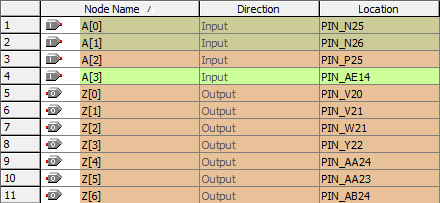 Node Name Direction Location
1 A[0] Input PIN_N25
2 A[1] Input PIN_N26
3 A[2] Input PIN_P25
4 A[3] Input PIN_AE14
5 Z[0] Output PIN_V20
6 Z[1] Output PIN_V21
7 Z[2] Output PIN_W21
8 Z[3] Output PIN_Y22
9 Z[4] Output PIN_AA24
10 Z[5] Output PIN_AA23
11 Z[6] Output PIN_AB24